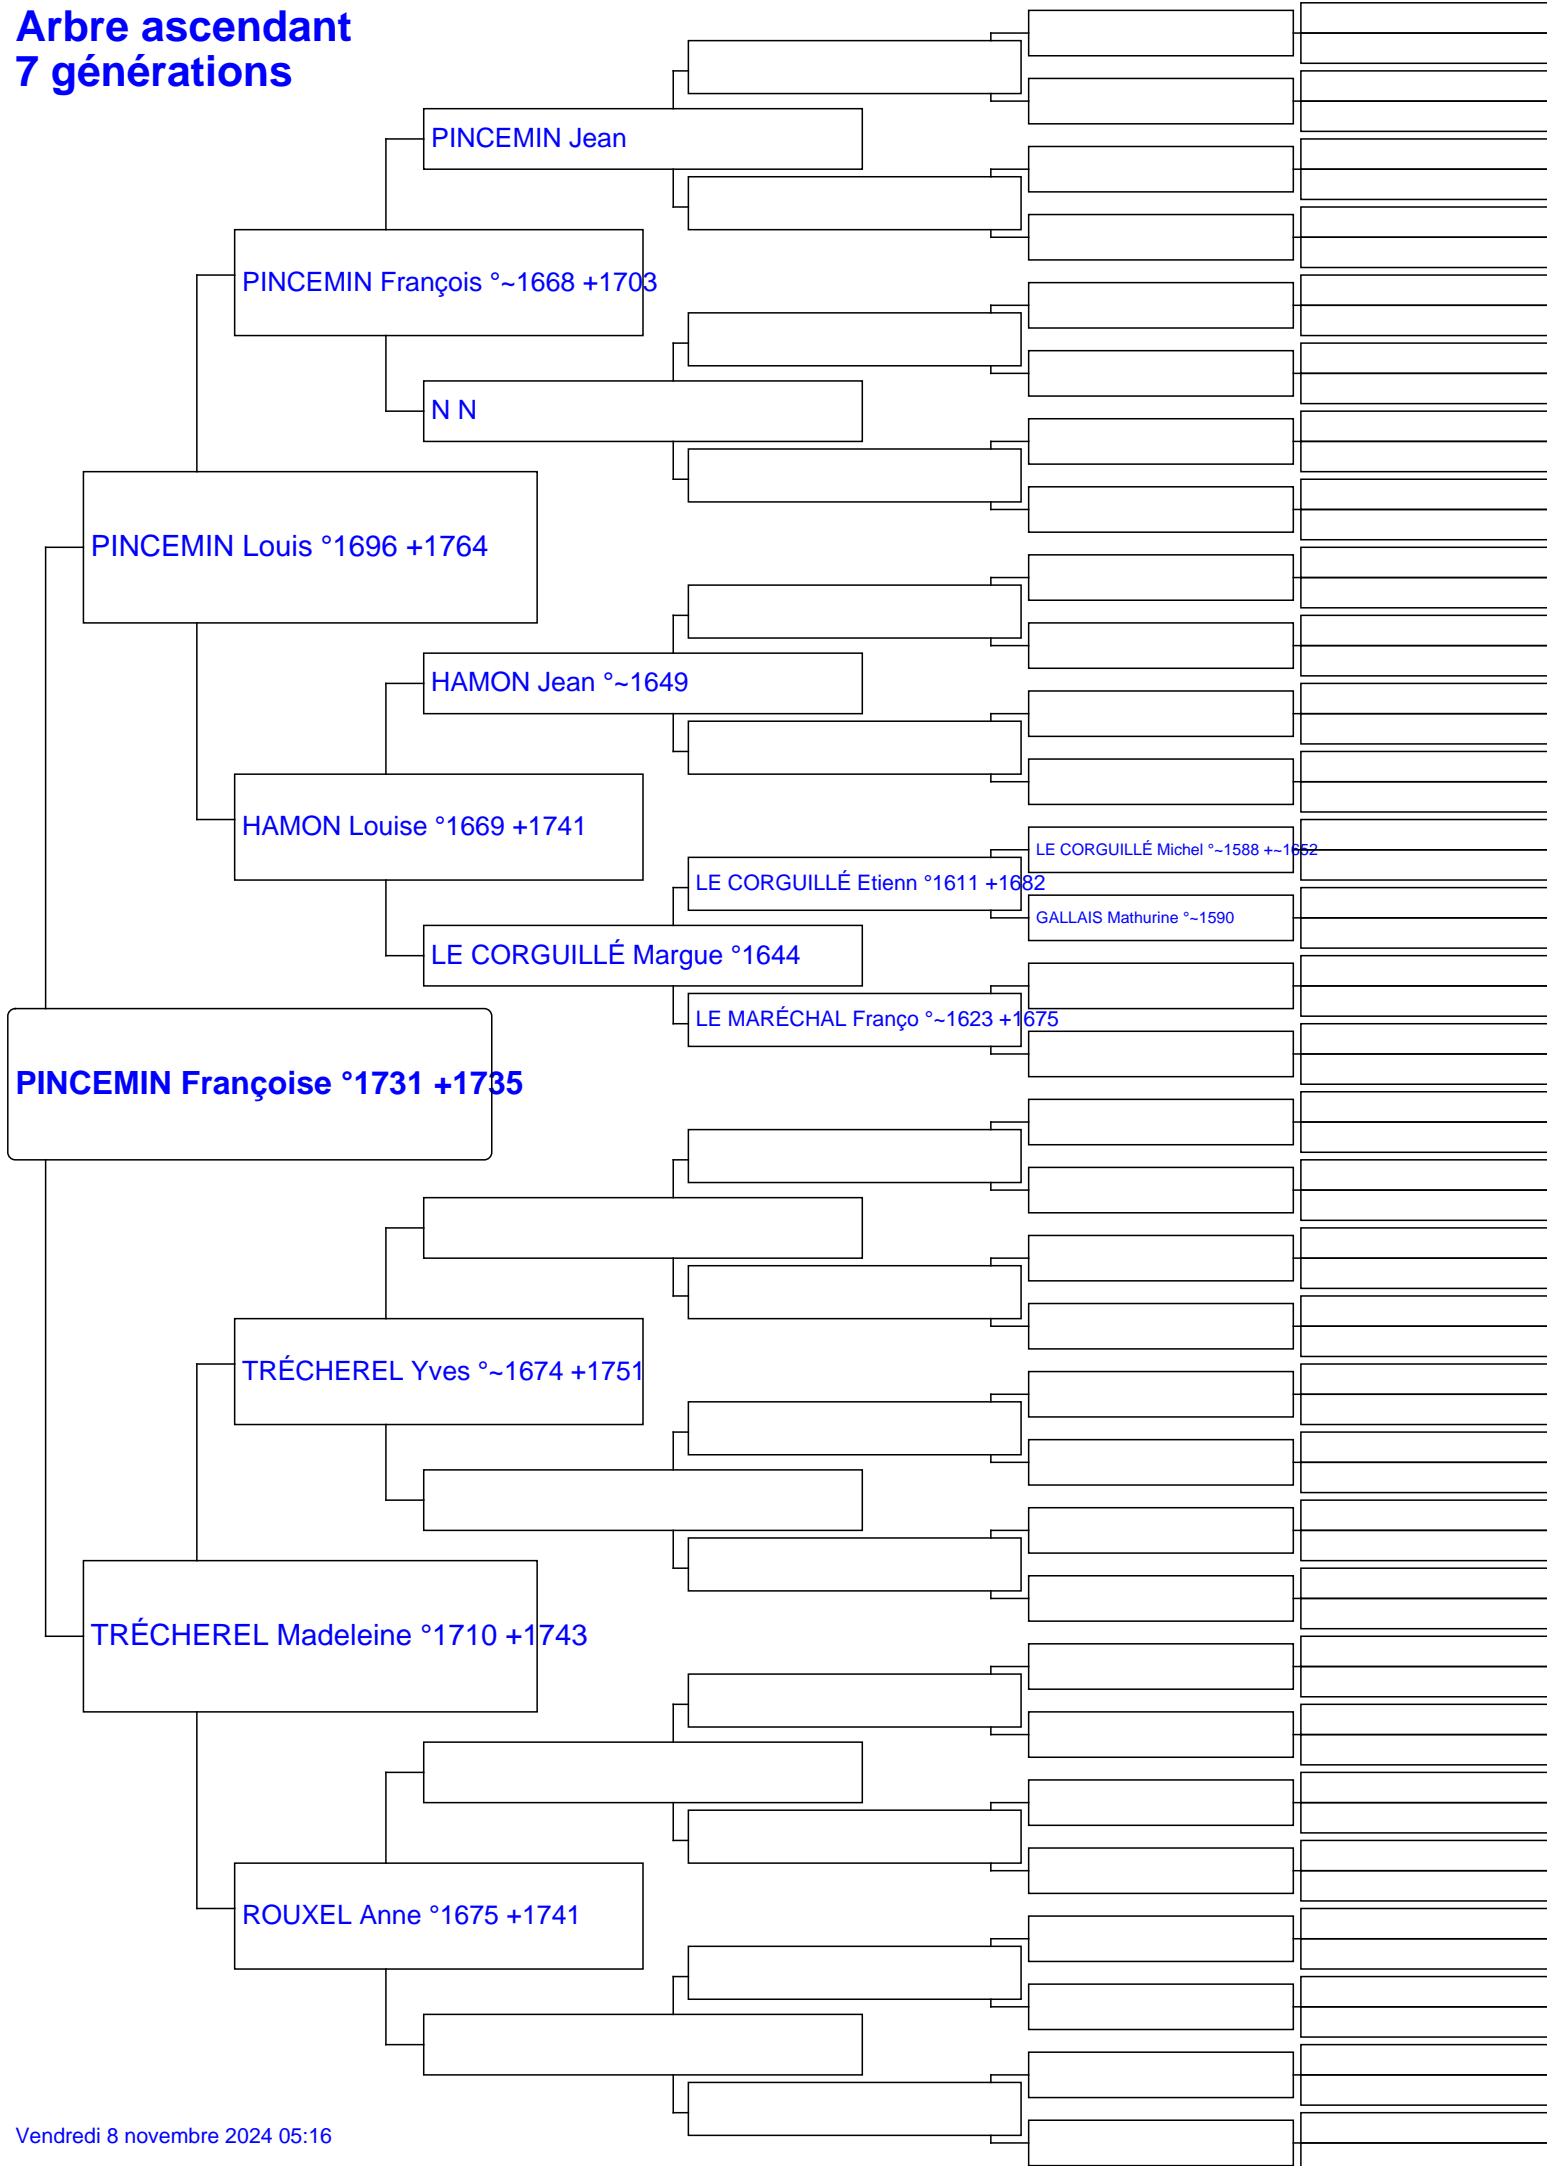 Arbre ascendant
7 générations
PINCEMIN Jean
PINCEMIN François °~1668 +1703
N N
PINCEMIN Louis °1696 +1764
HAMON Jean °~1649
HAMON Louise °1669 +1741
LE CORGUILLÉ Michel °~1588 +~1652
LE CORGUILLÉ Etienn °1611 +1682
GALLAIS Mathurine °~1590
LE CORGUILLÉ Margue °1644
LE MARÉCHAL Franço °~1623 +1675
PINCEMIN Françoise °1731 +1735
TRÉCHEREL Yves °~1674 +1751
TRÉCHEREL Madeleine °1710 +1743
ROUXEL Anne °1675 +1741
Vendredi 8 novembre 2024 05:16